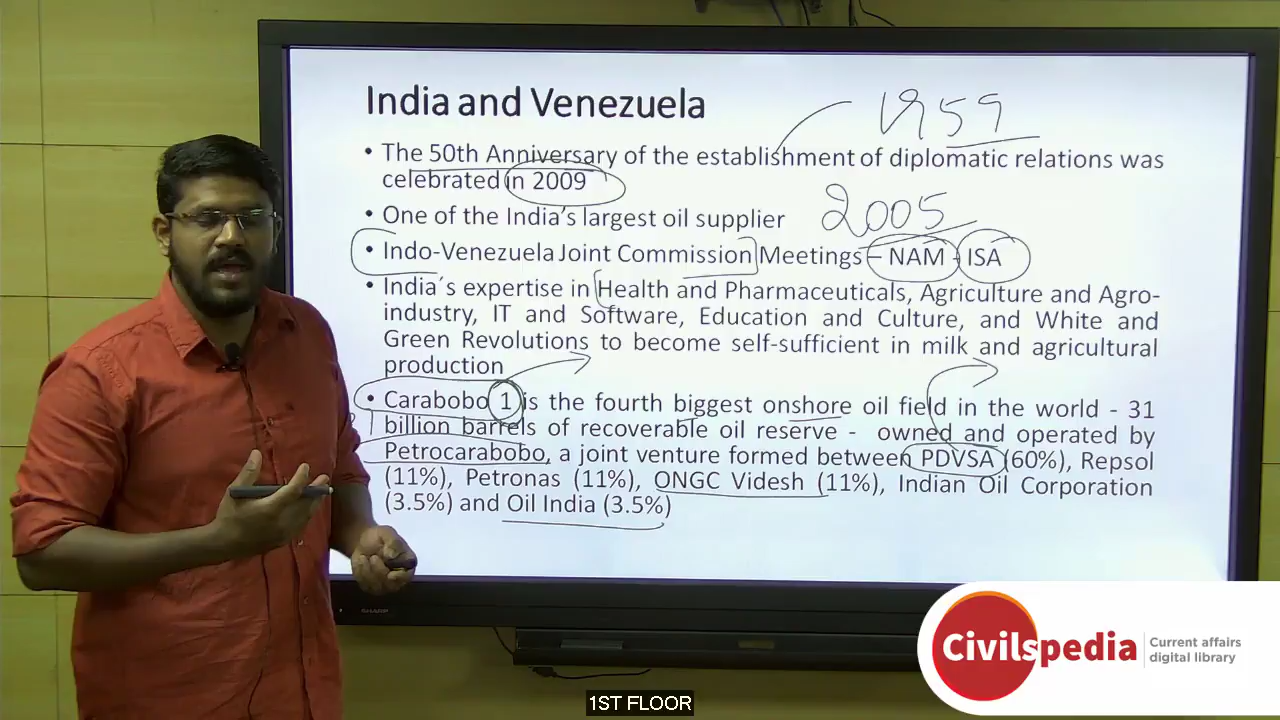 India and Venezuela
1959
• The 50th Anniversary of the establishment of diplomatic relations was
celebrated in 2009
• One of the India's largest oil supplier
2005
• Indo-Venezuela Joint Commission Meetings – NAM - ISA
• India´s expertise in Health and Pharmaceuticals, Agriculture and Agro-
industry, IT and Software, Education and Culture, and White and
Green Revolutions to become self-sufficient in milk and agricultural
production
• Carabobo 1 is the fourth biggest onshore oil field in the world - 31
billion barrels of recoverable oil reserve - owned and operated by
Petrocarabobo, a joint venture formed between PDVSA (60%), Repsol
(11%), Petronas (11%), ONGC Videsh (11%), Indian Oil Corporation
(3.5%) and Oil India (3.5%)
SHARP
Civilspedia
Current affairs
digital library
1ST FLOOR